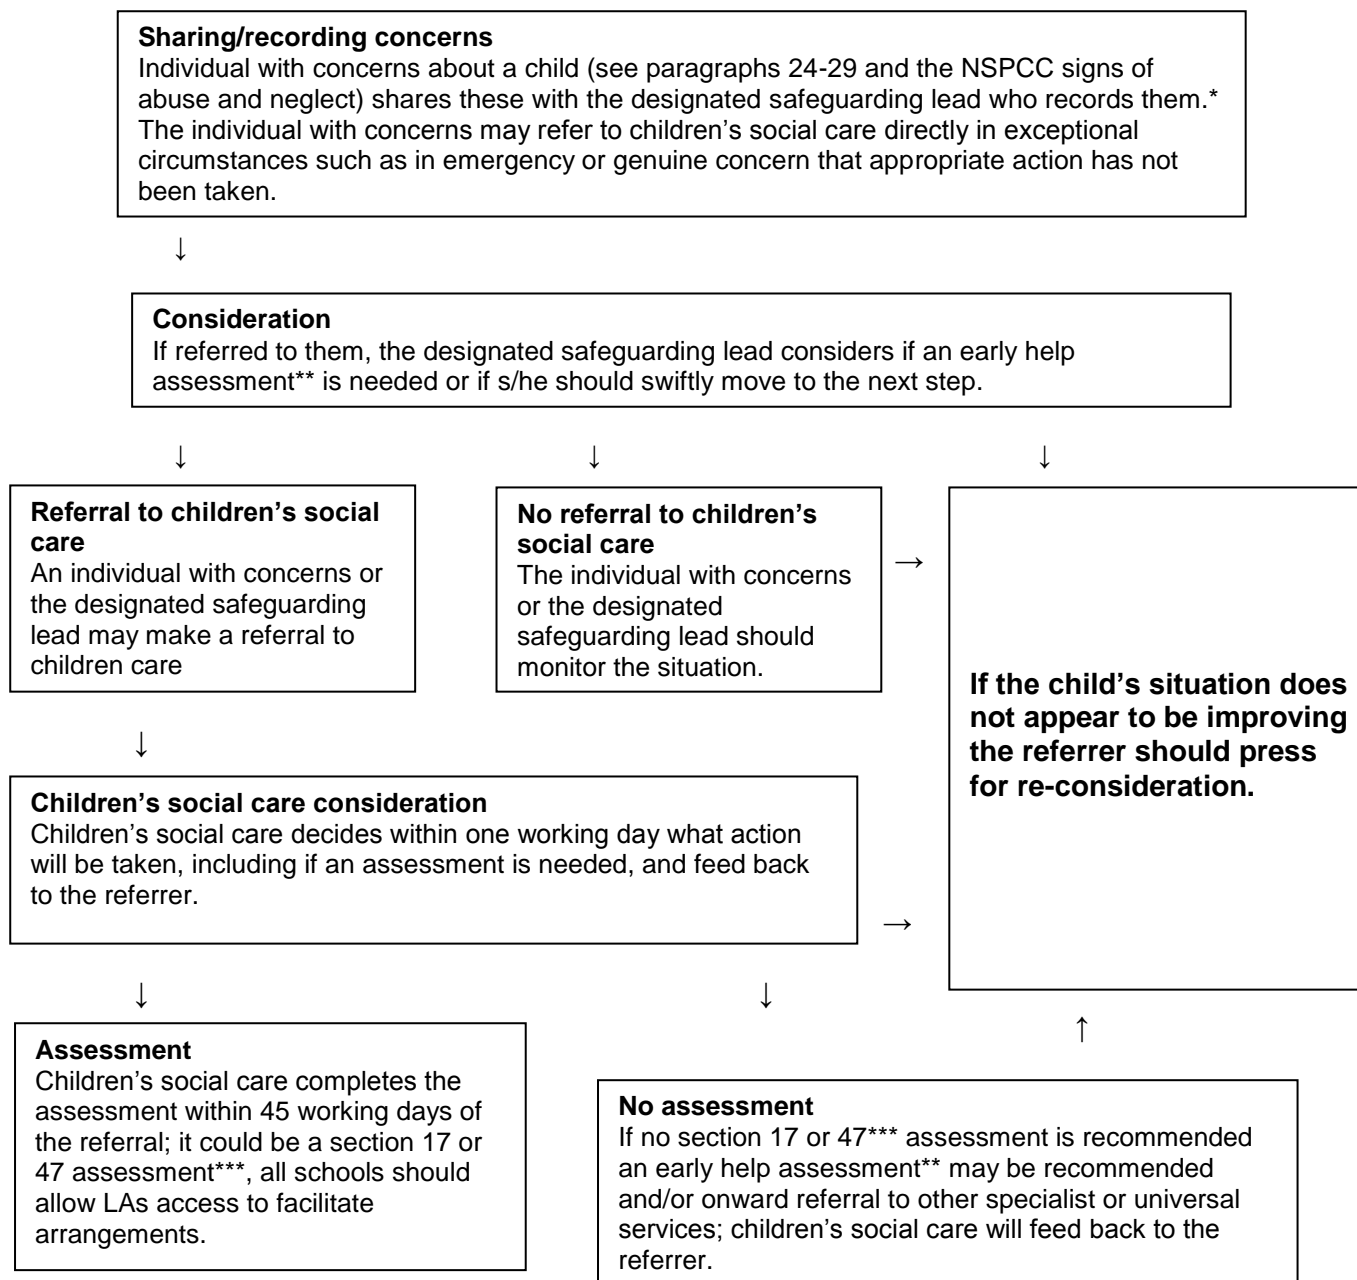 Sharing/recording concerns
Individual with concerns about a child (see paragraphs 24-29 and the NSPCC signs of
abuse and neglect) shares these with the designated safeguarding lead who records them.*
The individual with concerns may refer to children’s social care directly in exceptional
circumstances such as in emergency or genuine concern that appropriate action has not
been taken.
↓
Consideration
If referred to them, the designated safeguarding lead considers if an early help
assessment** is needed or if s/he should swiftly move to the next step.
↓ ↓ ↓
Referral to children’s social
care
An individual with concerns or
the designated safeguarding
lead may make a referral to
children care
No referral to children’s
social care
The individual with concerns
or the designated
safeguarding lead should
monitor the situation.
→
If the child’s situation does
not appear to be improving
the referrer should press
for re-consideration.
↓
Children’s social care consideration
Children’s social care decides within one working day what action
will be taken, including if an assessment is needed, and feed back
to the referrer.
→
↓ ↓ ↑
Assessment
Children’s social care completes the
assessment within 45 working days of
the referral; it could be a section 17 or
47 assessment***, all schools should
allow LAs access to facilitate
arrangements.
No assessment
If no section 17 or 47*** assessment is recommended
an early help assessment** may be recommended
and/or onward referral to other specialist or universal
services; children’s social care will feed back to the
referrer.